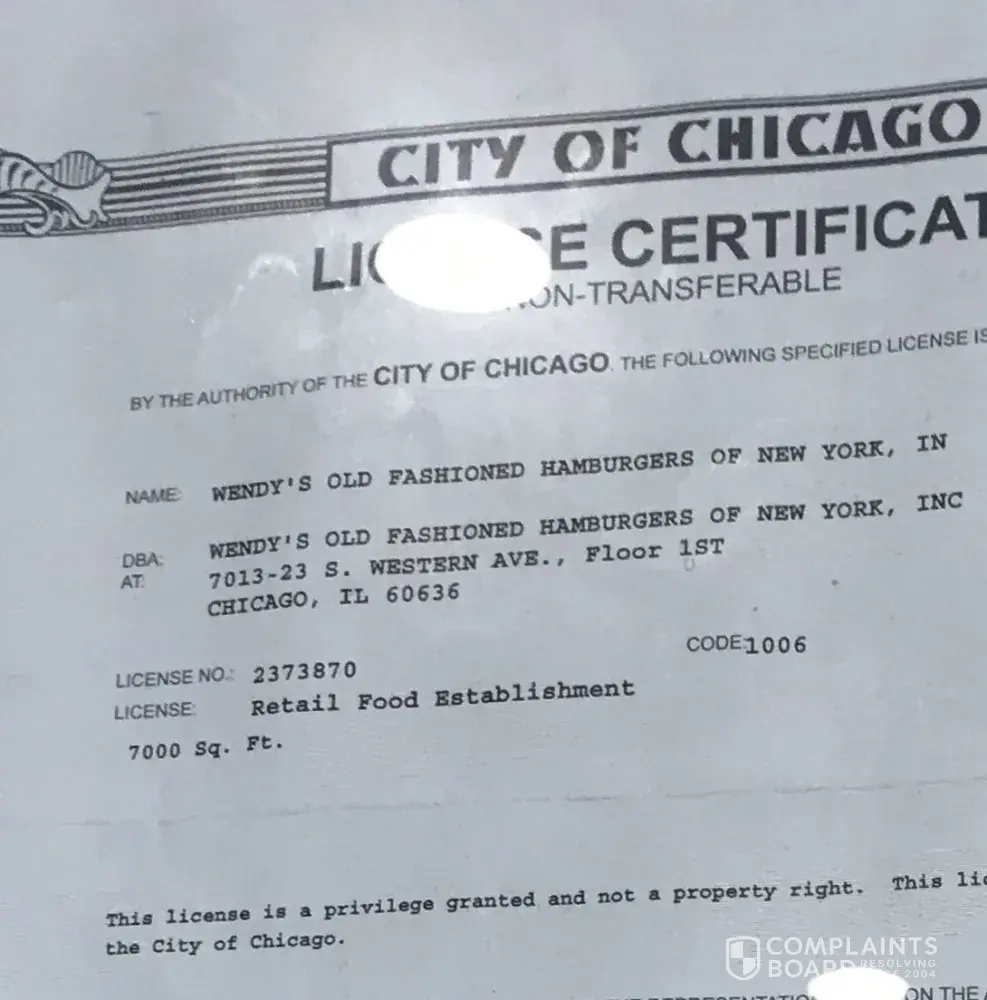 CITY OF CHICAGO
CERTIFICAT
NON-TRANSFERABLE
BY THE AUTHORITY OF THE CITY OF CHICAGO, THE FOLLOWING SPECIFIED LICENSE IS
NAME: WENDY'S OLD FASHIONED HAMBURGERS OF NEW YORK, IN
DBA: WENDY'S OLD FASHIONED HAMBURGERS OF NEW YORK, INC
AT: 7013-23 S. WESTERN AVE., Floor 1ST
CHICAGO, IL 60636
CODE:1006
LICENSE NO.: 2373870
LICENSE: Retail Food Establishment
7000 Sq. Ft.
This license is a privilege granted and not a property right. This lic
the City of Chicago.
COMPLAINTS
BOARD RESOLVING
2004
ON THE